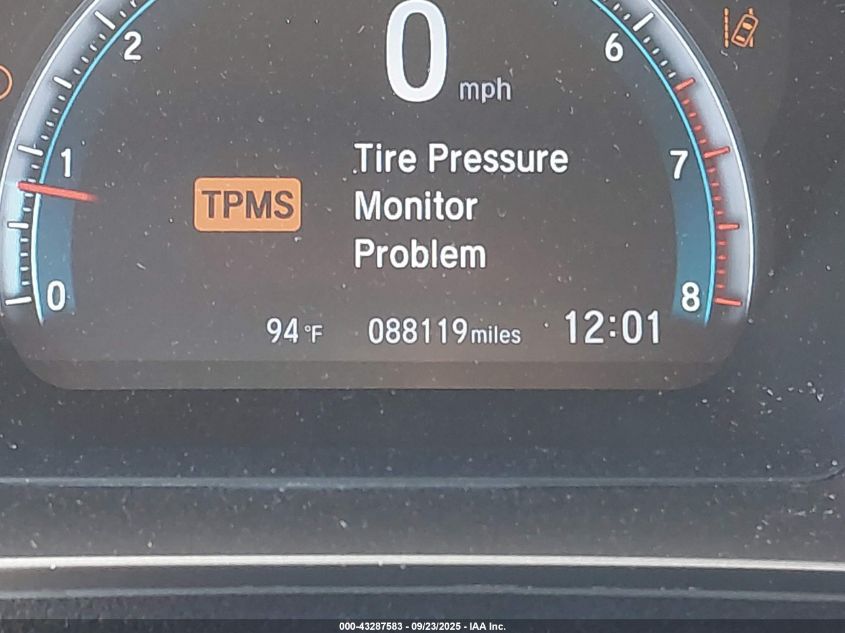 0 mph
2
6
1
7
Tire Pressure
TPMS
Monitor
Problem
0
8
94 °F 088119 miles 12:01
000-43287583 - 09/23/2025 - IAA Inc.